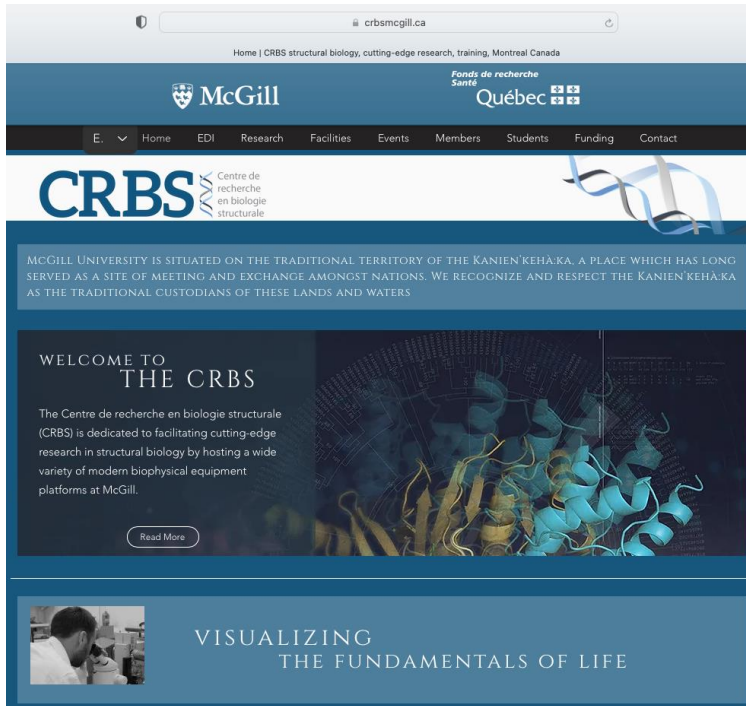 crbsmcgill.ca
Home | CRBS structural biology, cutting-edge research, training, Montreal Canada
McGill
Fonds de recherche
Santé
Québec
E.
Home EDI Research Facilities Events Members Students Funding Contact
CRBS
Centre de
recherche
en biologie
structurale
McGill University is situated on the traditional territory of the Kanien'kehà:ka, a place which has long
served as a site of meeting and exchange amongst nations. We recognize and respect the Kanien'kehà:ka
as the traditional custodians of these lands and waters
WELCOME TO
THE CRBS
The Centre de recherche en biologie structurale
(CRBS) is dedicated to facilitating cutting-edge
research in structural biology by hosting a wide
variety of modern biophysical equipment
platforms at McGill.
Read More
VISUALIZING
THE FUNDAMENTALS OF LIFE